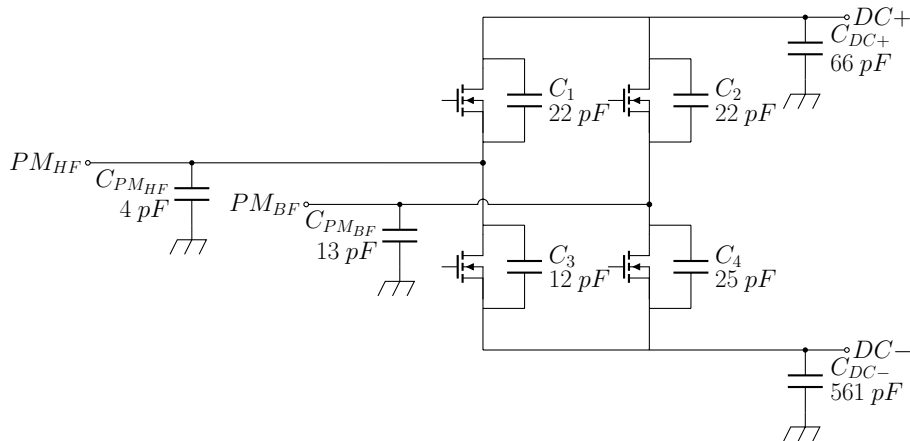 DC+
C_{DC+}
66 pF
C_1
22 pF
C_2
22 pF
PM_{HF}
C_{PM_{HF}}
4 pF
PM_{BF}
C_{PM_{BF}}
13 pF
C_3
12 pF
C_4
25 pF
DC−
C_{DC−}
561 pF